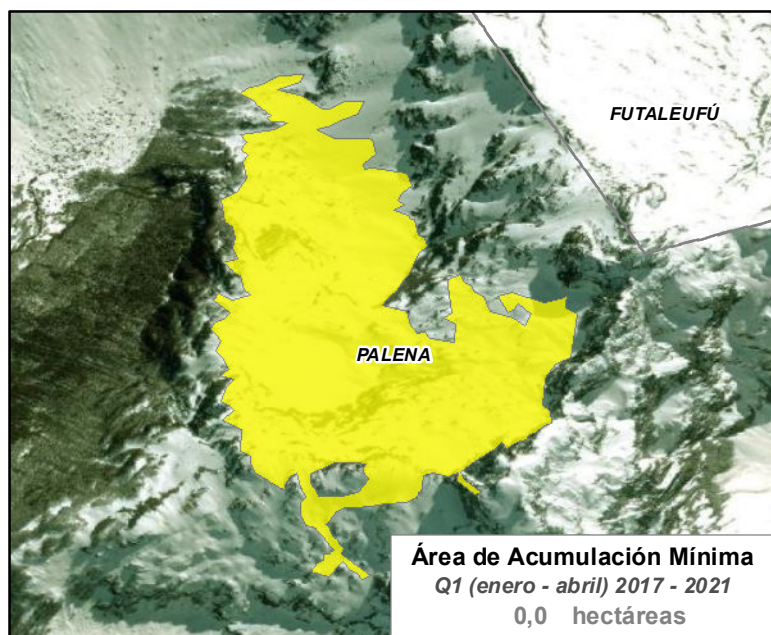 FUTALEUFÚ
PALENA
Área de Acumulación Mínima
Q1 (enero - abril) 2017 - 2021
0,0 hectáreas